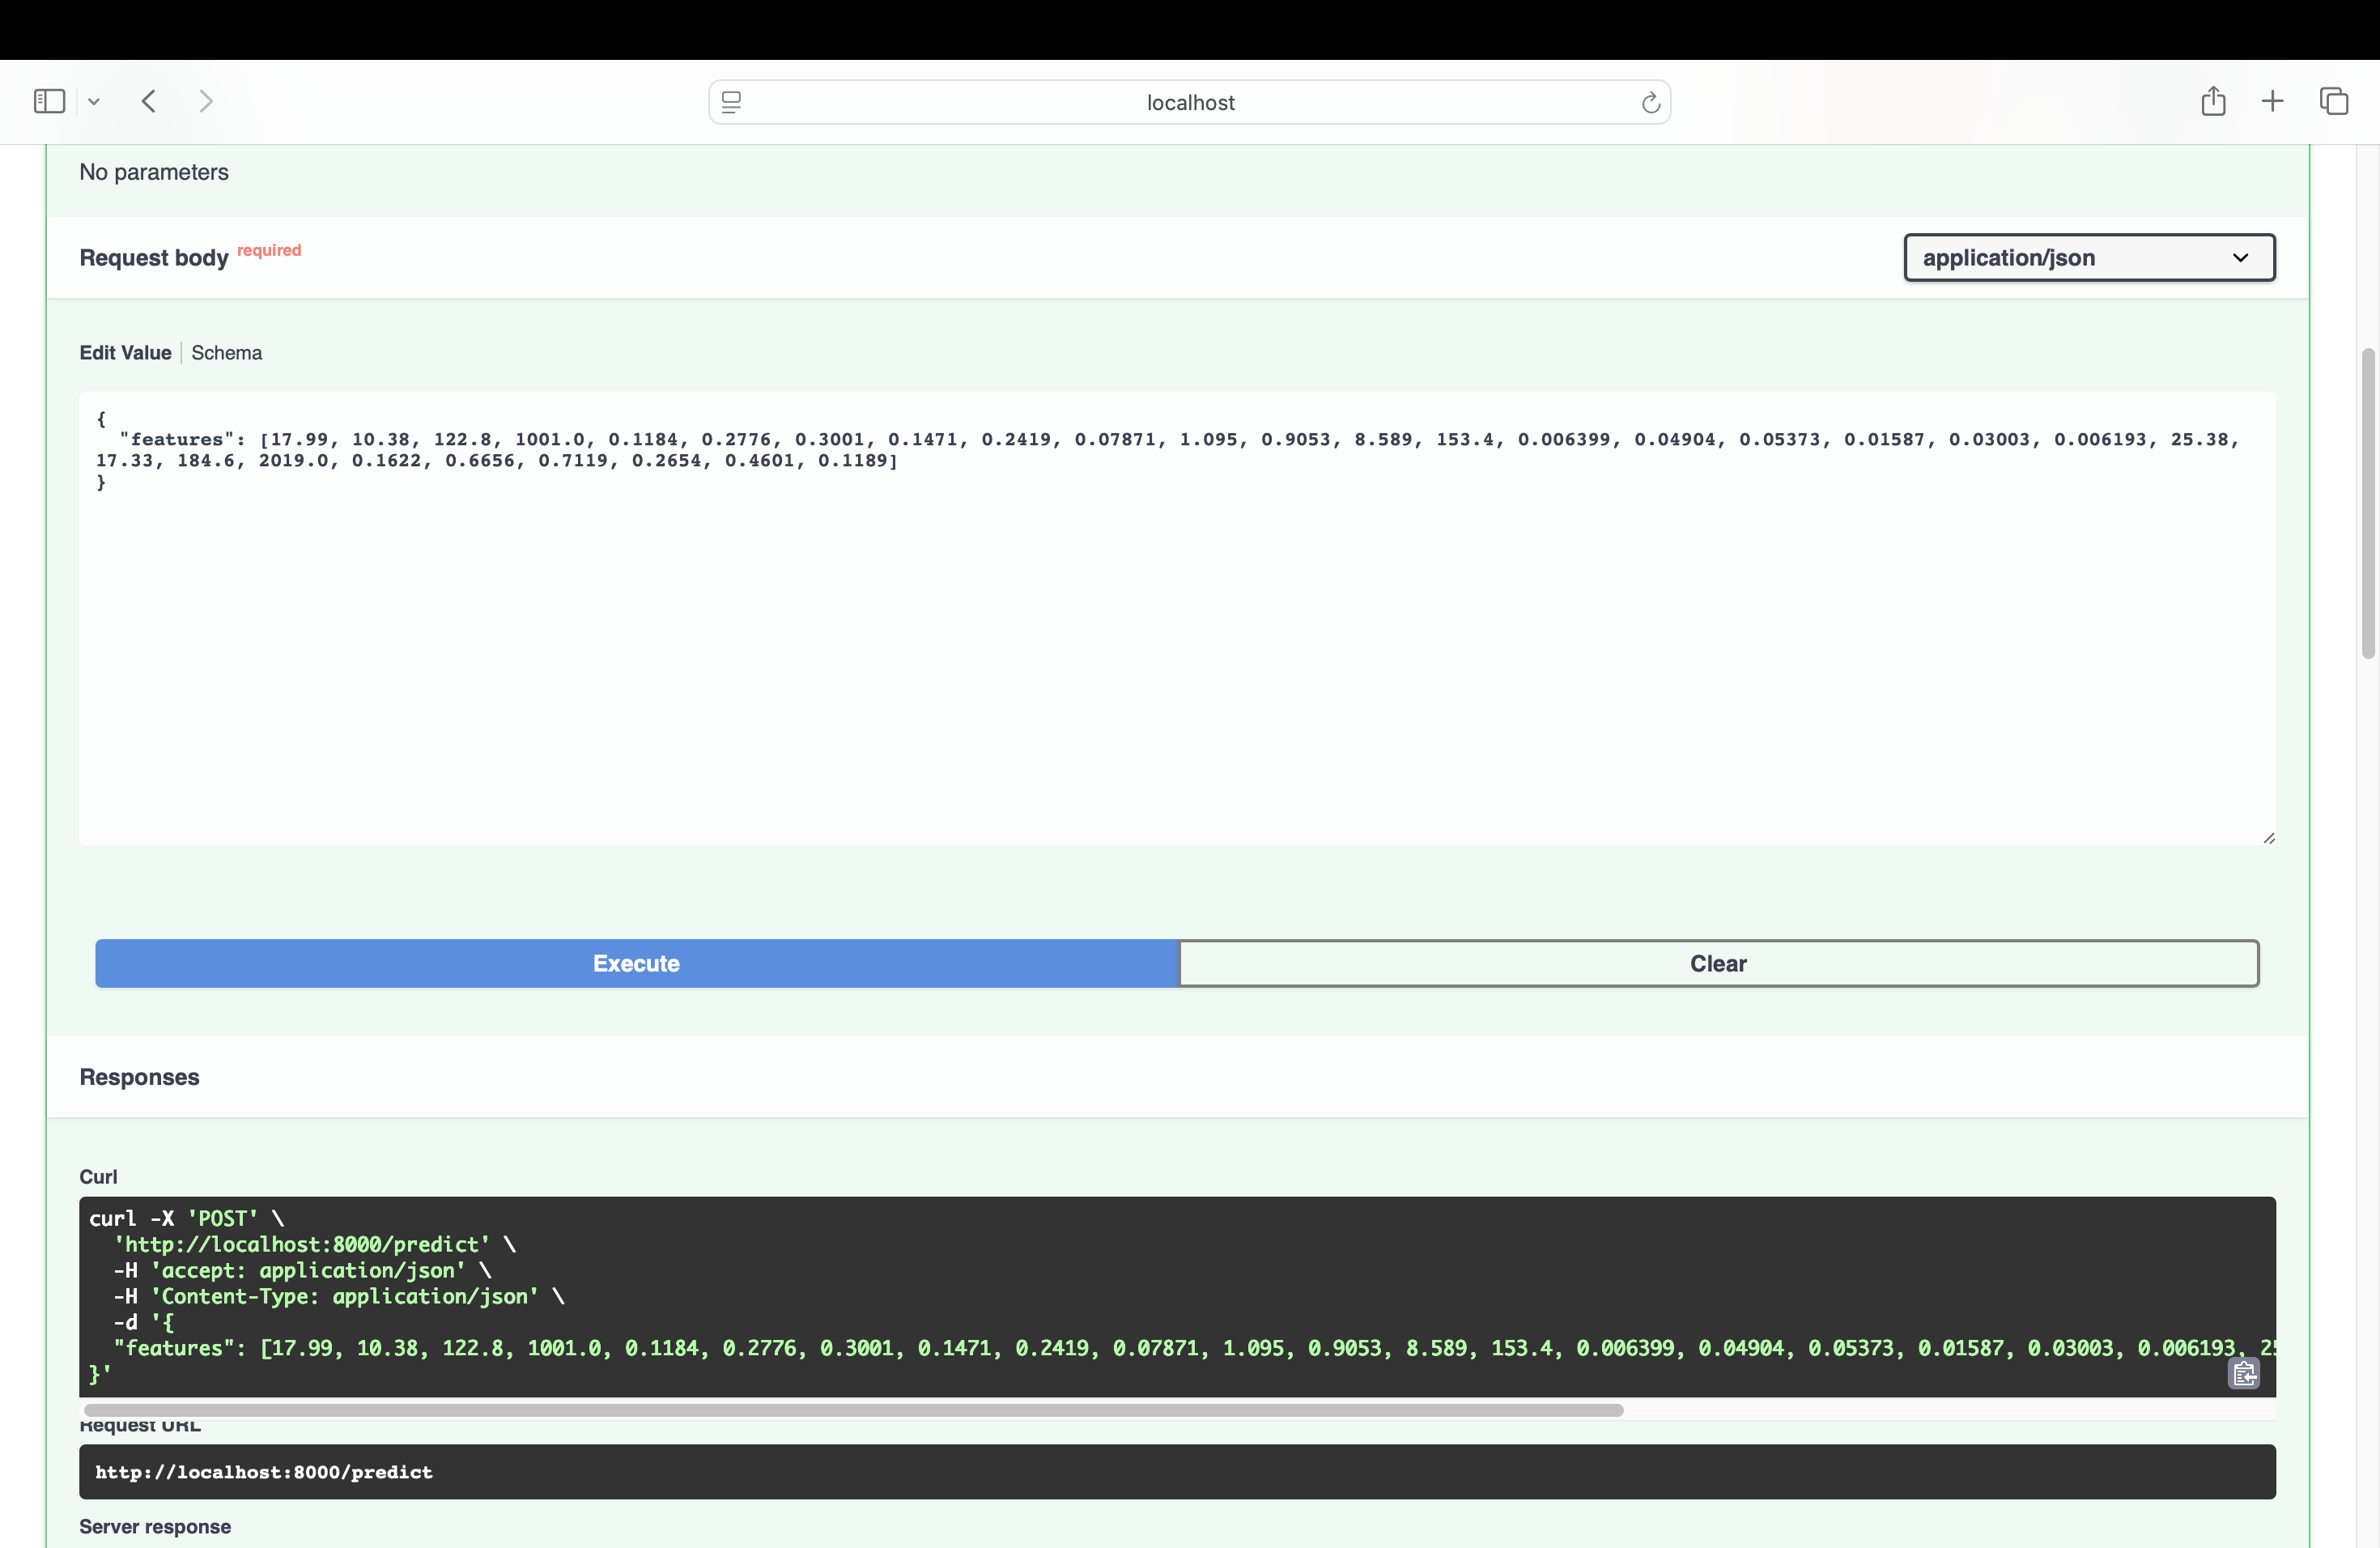 localhost
No parameters
Request body required
application/json
Edit Value Schema
{
  "features": [17.99, 10.38, 122.8, 1001.0, 0.1184, 0.2776, 0.3001, 0.1471, 0.2419, 0.07871, 1.095, 0.9053, 8.589, 153.4, 0.006399, 0.04904, 0.05373, 0.01587, 0.03003, 0.006193, 25.38,
17.33, 184.6, 2019.0, 0.1622, 0.6656, 0.7119, 0.2654, 0.4601, 0.1189]
}
Execute
Clear
Responses
Curl
curl -X 'POST' \
  'http://localhost:8000/predict' \
  -H 'accept: application/json' \
  -H 'Content-Type: application/json' \
  -d '{
  "features": [17.99, 10.38, 122.8, 1001.0, 0.1184, 0.2776, 0.3001, 0.1471, 0.2419, 0.07871, 1.095, 0.9053, 8.589, 153.4, 0.006399, 0.04904, 0.05373, 0.01587, 0.03003, 0.006193, 25
}'
Request URL
http://localhost:8000/predict
Server response